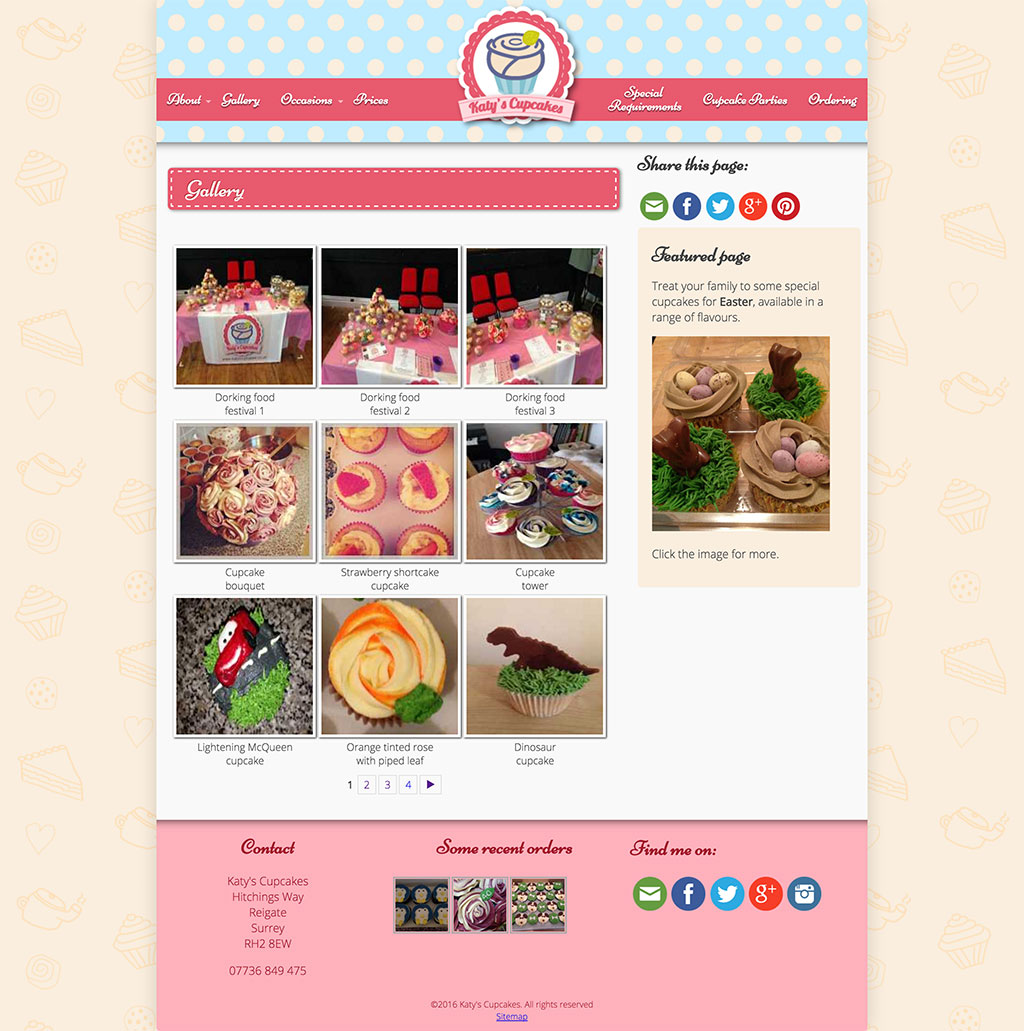 Katy's Cupcakes
About
Gallery
Occasions
Prices
Special
Requirements
Cupcake Parties
Ordering
Gallery
Dorking food
festival 1
Dorking food
festival 2
Dorking food
festival 3
Cupcake
bouquet
Strawberry shortcake
cupcake
Cupcake
tower
Lightening McQueen
cupcake
Orange tinted rose
with piped leaf
Dinosaur
cupcake
1 2 3 4
Share this page:
g+
Featured page
Treat your family to some special
cupcakes for Easter, available in a
range of flavours.
Click the image for more.
Contact
Katy's Cupcakes
Hitchings Way
Reigate
Surrey
RH2 8EW
07736 849 475
Some recent orders
Find me on:
g+
©2016 Katy's Cupcakes. All rights reserved
Sitemap